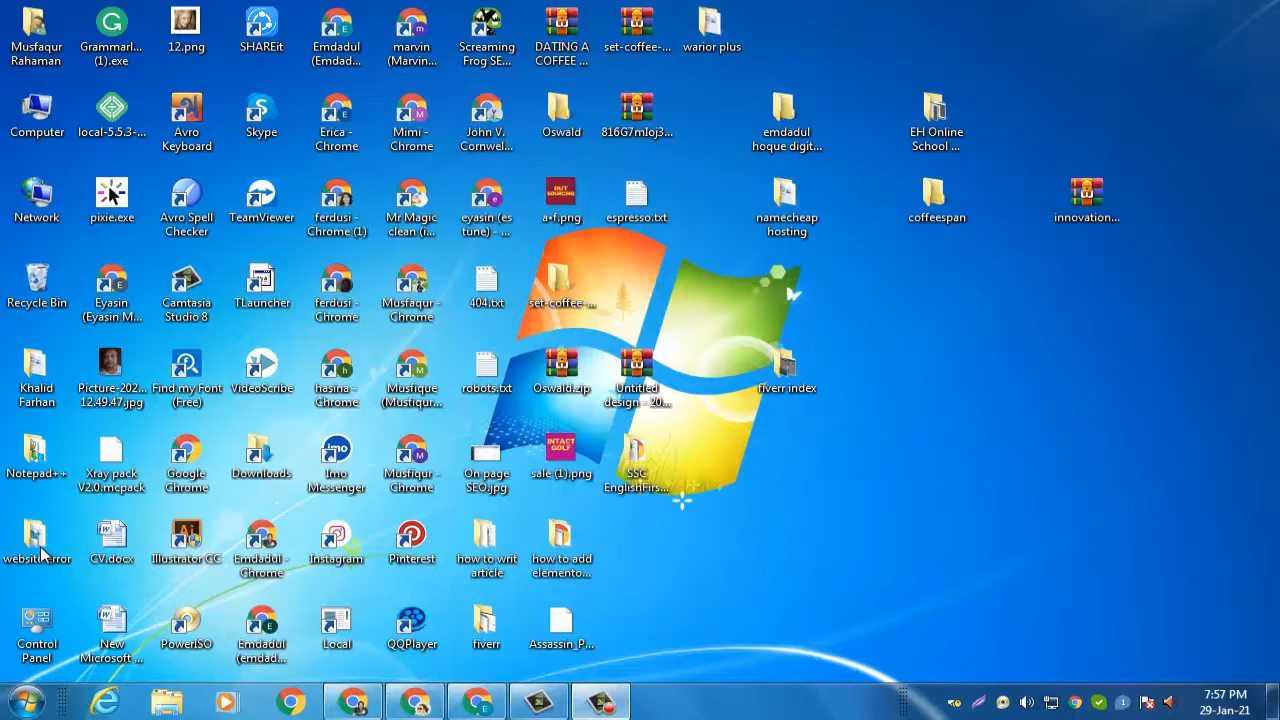 Musfaqur
Rahaman
Grammarl...
(1).exe
12.png
SHAREit
Emdadul
(Emdad...
marvin
(Marvin...
Screaming
Frog SE...
DATING A
COFFEE ...
set-coffee-...
warior plus
Computer
local-5.5.3-...
Avro
Keyboard
Skype
Erica -
Chrome
Mimi -
Chrome
John V.
Cornwel...
Oswald
816G7mIoj3...
emdadul
hoque digit...
EH Online
School ...
Network
pixie.exe
Avro Spell
Checker
TeamViewer
ferdusi -
Chrome (1)
Mr Magic
clean (i...
eyasin (es
tune) - ...
OUT
SOURCING
a•f.png
espresso.txt
namecheap
hosting
coffeespan
innovation...
Recycle Bin
Eyasin
(Eyasin M...
Camtasia
Studio 8
TLauncher
ferdusi -
Chrome
Musfaqur -
Chrome
404.txt
set-coffee-...
Khalid
Farhan
Picture-202...
12.49.47.jpg
Find my Font
(Free)
VideoScribe
hasina -
Chrome
Musfique
(Musfiqur...
robots.txt
Oswald.zip
Untitled
design - 20...
fiverr index
Notepad++
Xray pack
V2.0.mcpack
Google
Chrome
Downloads
imo
Imo
Messenger
Musfiqur -
Chrome
On page
SEO.jpg
INTACT
GOLF
sale (1).png
SSC
EnglishFirs...
website error
CV.docx
Ai
Illustrator CC
Emdadul -
Chrome
Instagram
Pinterest
how to writ
article
how to add
elemento...
Control
Panel
New
Microsoft ...
PowerISO
Emdadul
(emdad...
Local
QQPlayer
fiverr
Assassin_P...
7:57 PM
29-Jan-21